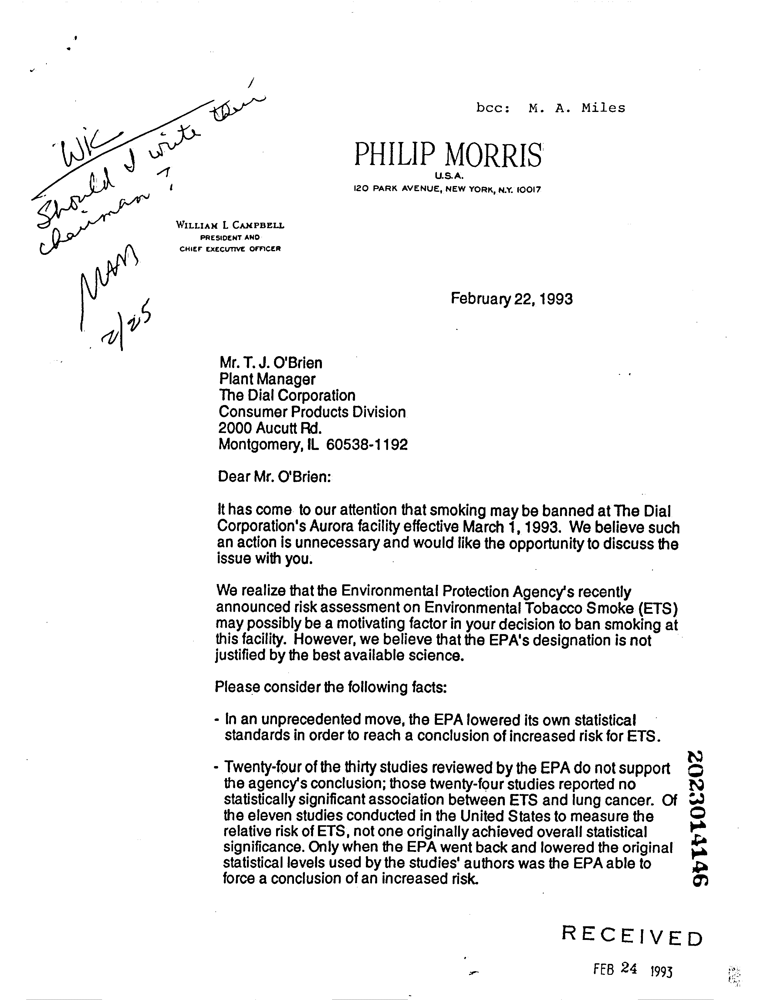 bcc: M. A. Miles
WK
Should I write their
chairman?
MAM
2/25
PHILIP MORRIS
U.S.A.
120 PARK AVENUE, NEW YORK, N.Y. 10017
WILLIAM I. CAMPBELL
PRESIDENT AND
CHIEF EXECUTIVE OFFICER
February 22, 1993
Mr. T. J. O'Brien
Plant Manager
The Dial Corporation
Consumer Products Division
2000 Aucutt Rd.
Montgomery, IL 60538-1192
Dear Mr. O'Brien:
It has come to our attention that smoking may be banned at The Dial
Corporation's Aurora facility effective March 1, 1993. We believe such
an action is unnecessary and would like the opportunity to discuss the
issue with you.
We realize that the Environmental Protection Agency's recently
announced risk assessment on Environmental Tobacco Smoke (ETS)
may possibly be a motivating factor in your decision to ban smoking at
this facility. However, we believe that the EPA's designation is not
justified by the best available science.
Please consider the following facts:
- In an unprecedented move, the EPA lowered its own statistical
standards in order to reach a conclusion of increased risk for ETS.
- Twenty-four of the thirty studies reviewed by the EPA do not support
the agency's conclusion; those twenty-four studies reported no
statistically significant association between ETS and lung cancer. Of
the eleven studies conducted in the United States to measure the
relative risk of ETS, not one originally achieved overall statistical
significance. Only when the EPA went back and lowered the original
statistical levels used by the studies' authors was the EPA able to
force a conclusion of an increased risk.
2023014146
RECEIVED
FEB 24 1993